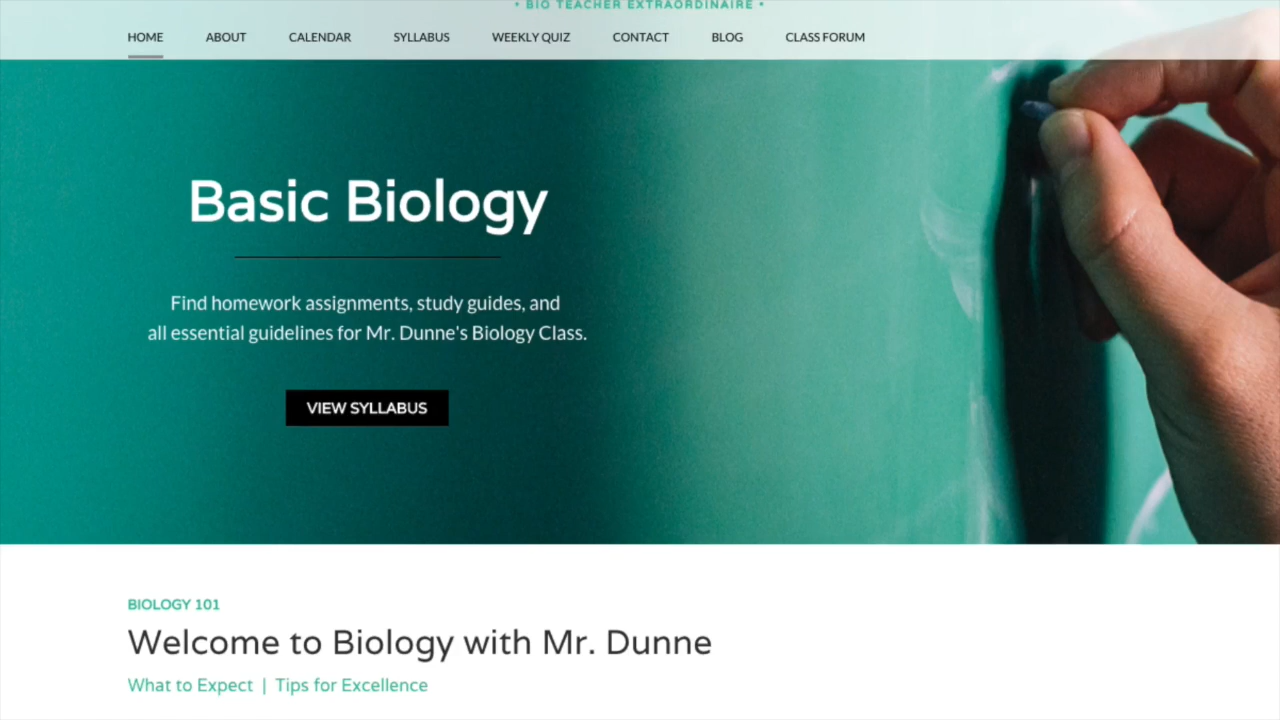 • BIO TEACHER EXTRAORDINAIRE •
HOME ABOUT CALENDAR SYLLABUS WEEKLY QUIZ CONTACT BLOG CLASS FORUM
Basic Biology
Find homework assignments, study guides, and
all essential guidelines for Mr. Dunne's Biology Class.
VIEW SYLLABUS
BIOLOGY 101
Welcome to Biology with Mr. Dunne
What to Expect | Tips for Excellence